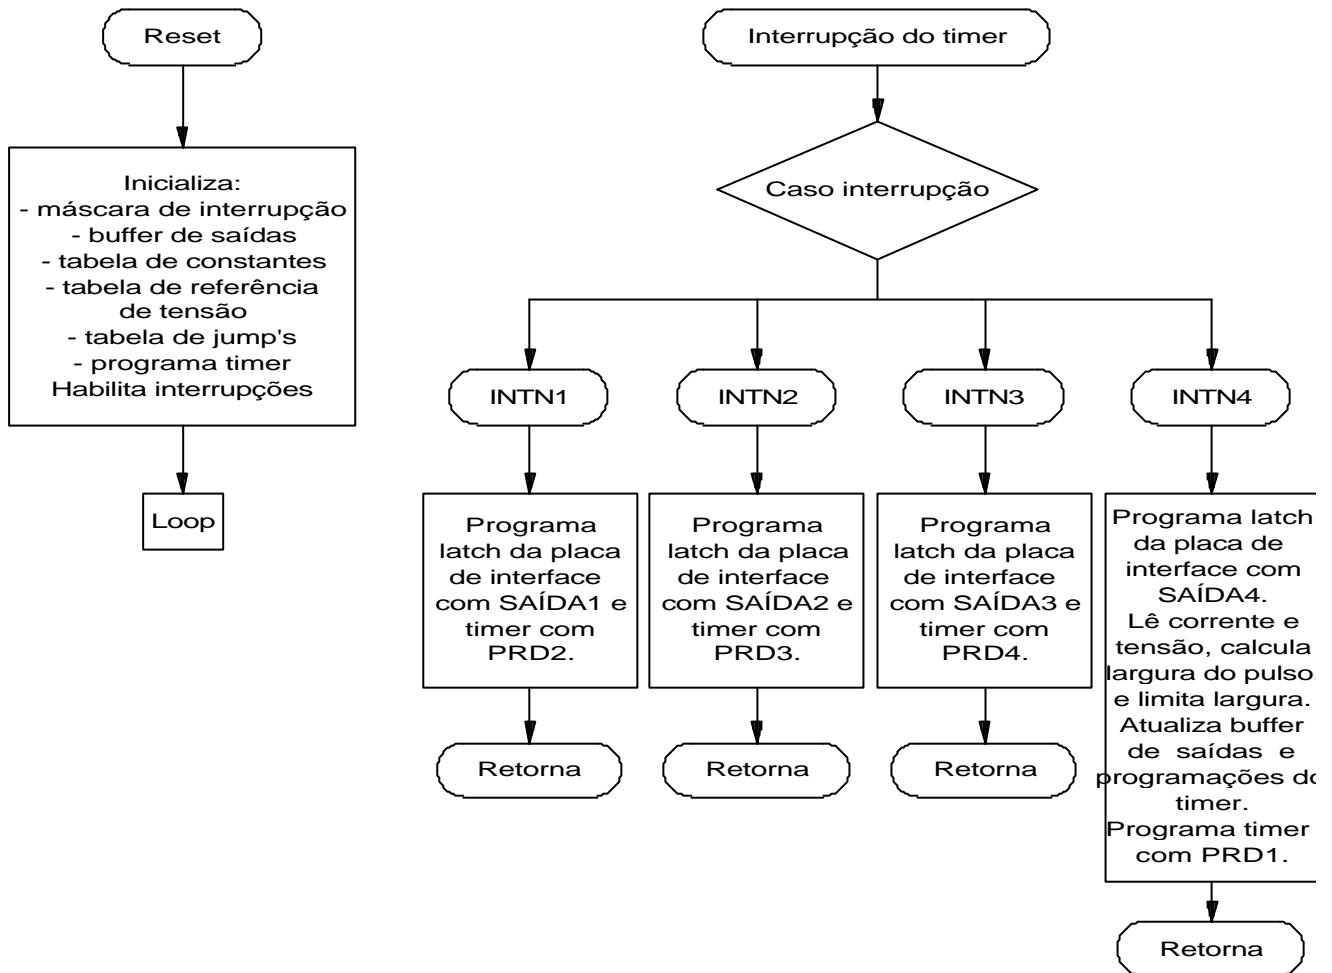 Reset
Inicializa:
- máscara de interrupção
- buffer de saídas
- tabela de constantes
- tabela de referência
de tensão
- tabela de jump's
- programa timer
Habilita interrupções
Loop
Interrupção do timer
Caso interrupção
INTN1
Programa
latch da placa
de interface
com SAÍDA1 e
timer com
PRD2.
Retorna
INTN2
Programa
latch da placa
de interface
com SAÍDA2 e
timer com
PRD3.
Retorna
INTN3
Programa
latch da placa
de interface
com SAÍDA3 e
timer com
PRD4.
Retorna
INTN4
Programa latch
da placa de
interface com
SAÍDA4.
Lê corrente e
tensão, calcula
largura do pulso
e limita largura.
Atualiza buffer
de saídas e
programações do
timer.
Programa timer
com PRD1.
Retorna